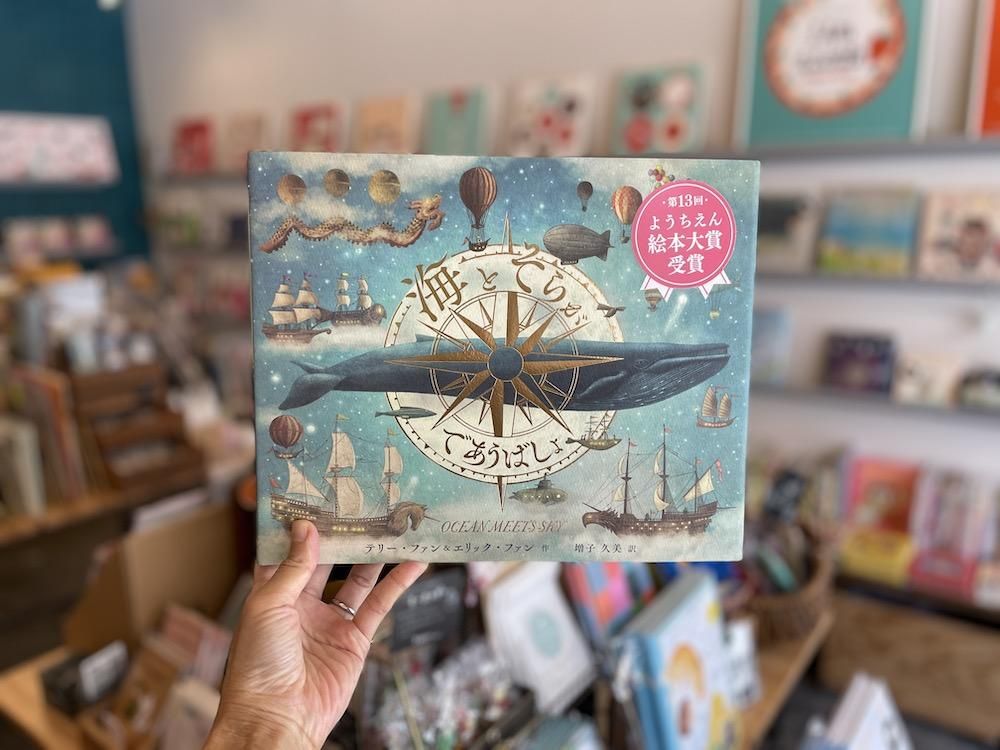 ・第13回・
ようちえん
絵本大賞
受賞
海とそらが
であうばしょ
OCEAN MEETS SKY
テリー・ファン&エリック・ファン 作 増子 久美 訳